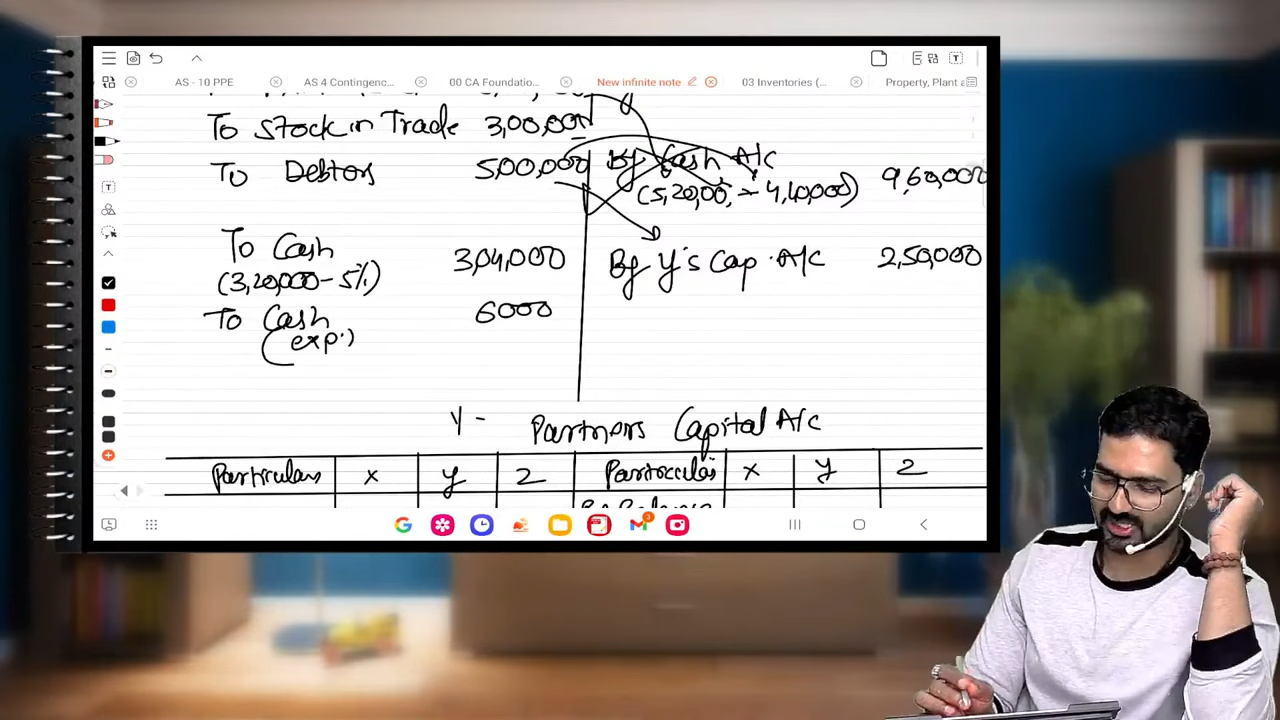 AS - 10 PPE
AS 4 Contingenc...
00 CA Foundatio...
New infinite note
03 Inventories (...
Property, Plant a
To Stock in Trade 3,00,000
To Debtors 5,00,000
By Cash A/c
(5,20,00, - 4,40,000) 9,60,000
To Cash 3,04,000
(3,20,000 - 5%)
By Y's Cap. A/c 2,50,000
To Cash 6000
(exp.)
Y -
Partners Capital A/c
Particulars x y Z Particulars x y Z